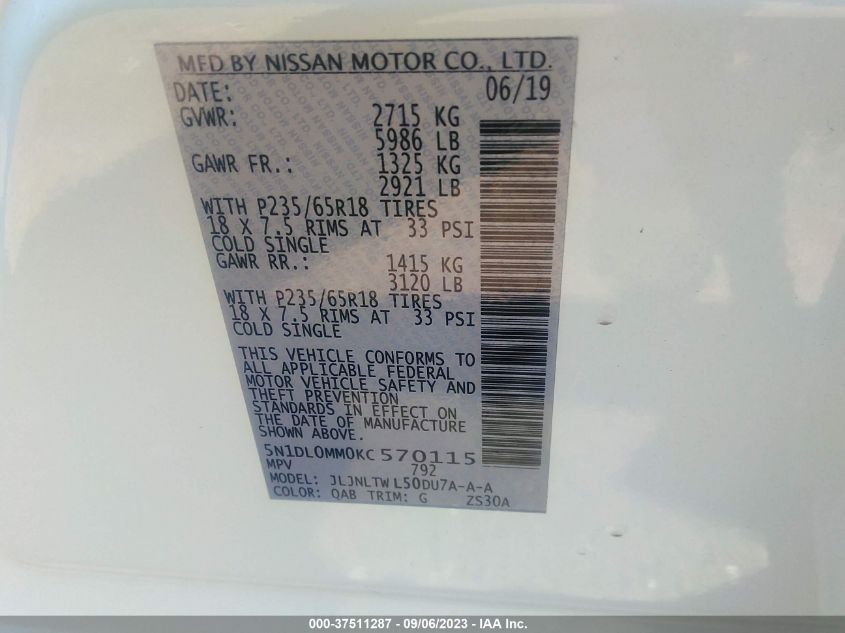 MFD BY NISSAN MOTOR CO., LTD.
DATE: 06/19
GVWR: 2715 KG
5986 LB
GAWR FR.: 1325 KG
2921 LB
WITH P235/65R18 TIRES
18 X 7.5 RIMS AT 33 PSI
COLD SINGLE
GAWR RR.: 1415 KG
3120 LB
WITH P235/65R18 TIRES
18 X 7.5 RIMS AT 33 PSI
COLD SINGLE
THIS VEHICLE CONFORMS TO
ALL APPLICABLE FEDERAL
MOTOR VEHICLE SAFETY AND
THEFT PREVENTION
STANDARDS IN EFFECT ON
THE DATE OF MANUFACTURE
SHOWN ABOVE.
5N1DL0MM0KC570115
MPV 792
MODEL: JLJNLTWL50DU7A-A-A
COLOR: QAB TRIM: G ZS30A
000-37511287 - 09/06/2023 - IAA Inc.